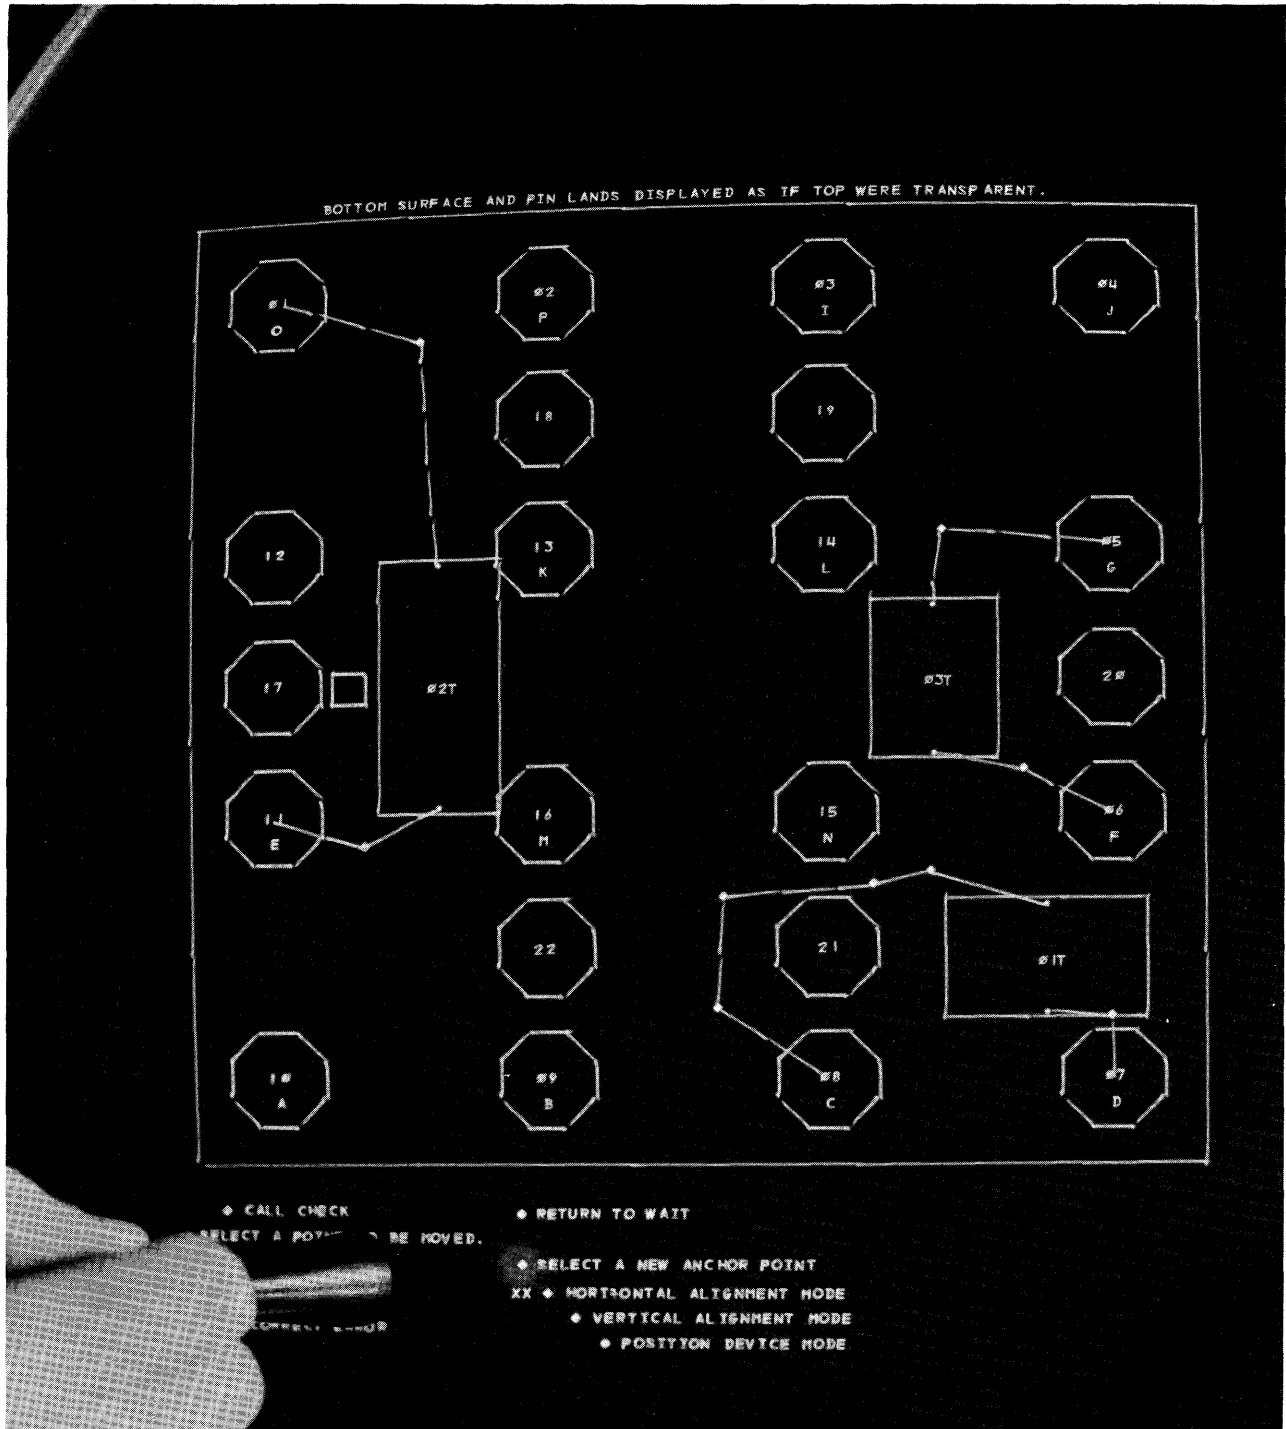 BOTTOM SURFACE AND PIN LANDS DISPLAYED AS IF TOP WERE TRANSPARENT.
Ø1 Ø2 Ø3 Ø4
O P I J
18 19
12 13 14 Ø5
K L G
17 Ø2T Ø3T 2Ø
11 16 15 Ø6
E M N F
22 21 Ø1T
1Ø Ø9 Ø8 Ø7
A B C D
CALL CHECK RETURN TO WAIT
SELECT A BE MOVED.
SELECT A NEW ANCHOR POINT
XX HORIZONTAL ALIGNMENT MODE
VERTICAL ALIGNMENT MODE
CORRECT ERROR POSITION DEVICE MODE